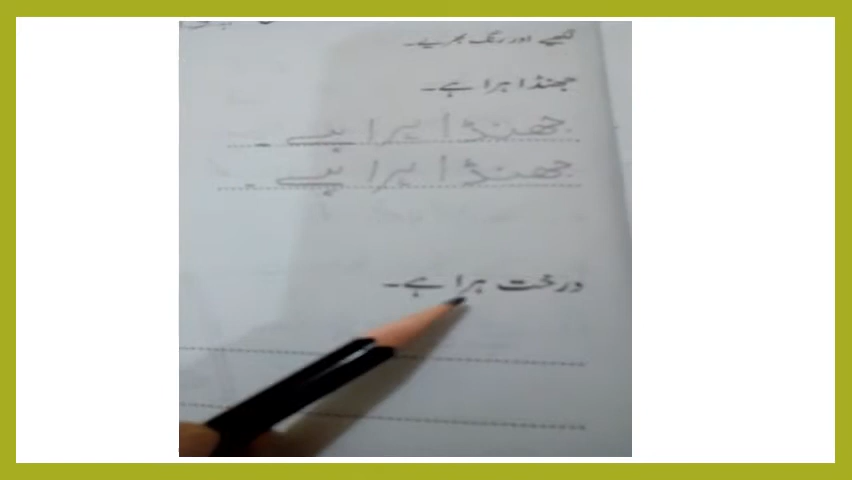 لکھیے اور رنگ بھریے۔
جھنڈا ہرا ہے۔
جھنڈا ہرا ہے ۔
جھنڈا ہرا ہے ۔
درخت ہرا ہے۔